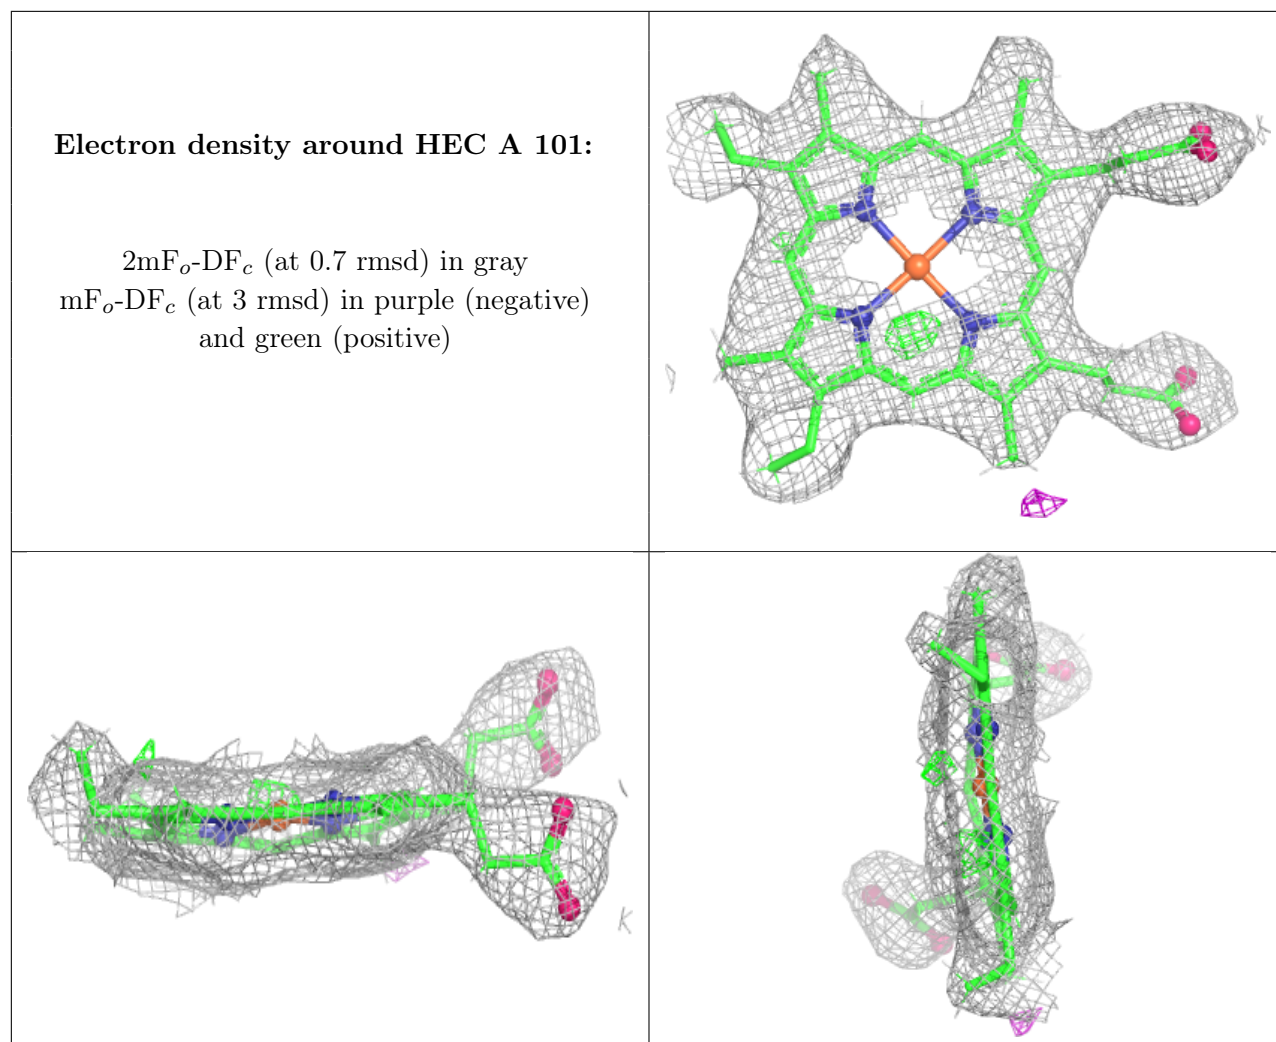 Electron density around HEC A 101:
2mFₒ-DF𝒸 (at 0.7 rmsd) in gray
mFₒ-DF𝒸 (at 3 rmsd) in purple (negative)
and green (positive)